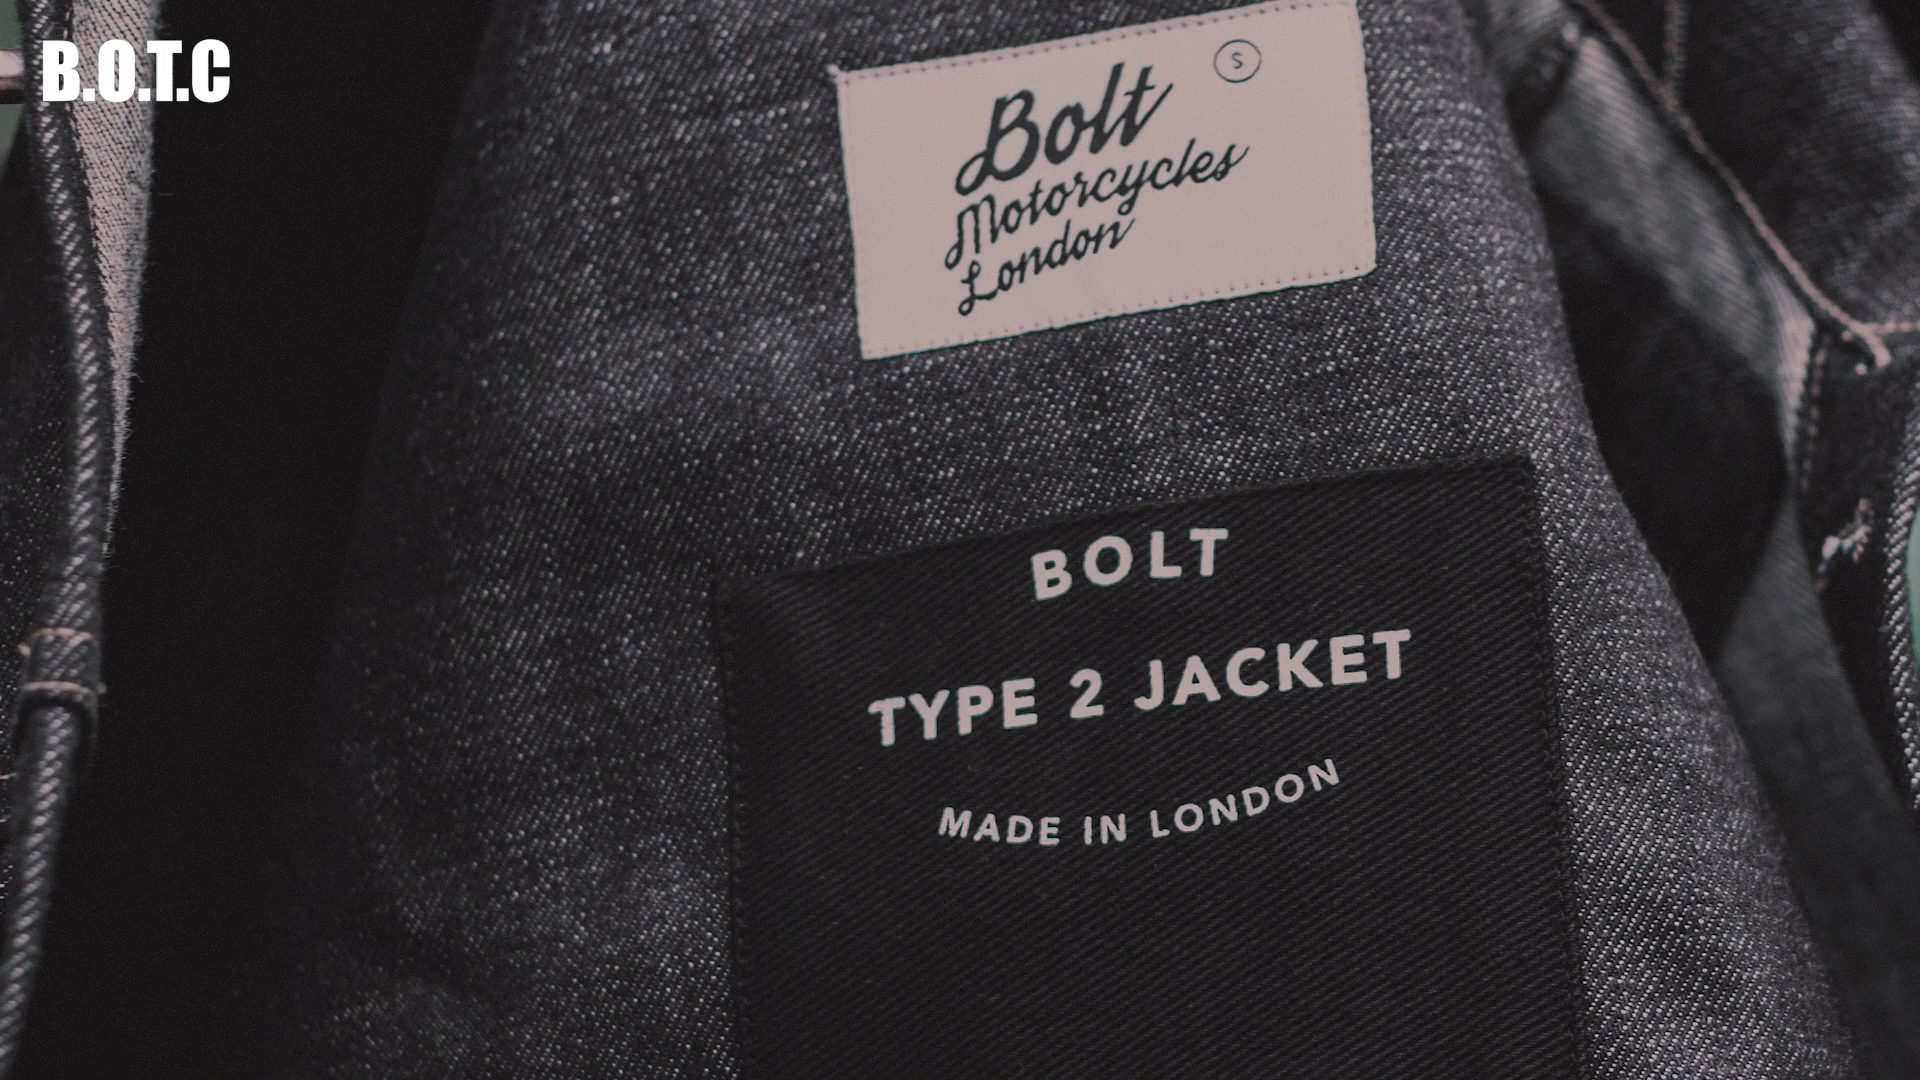 B.O.T.C
S
Bolt
Motorcycles
London
BOLT
TYPE 2 JACKET
MADE IN LONDON